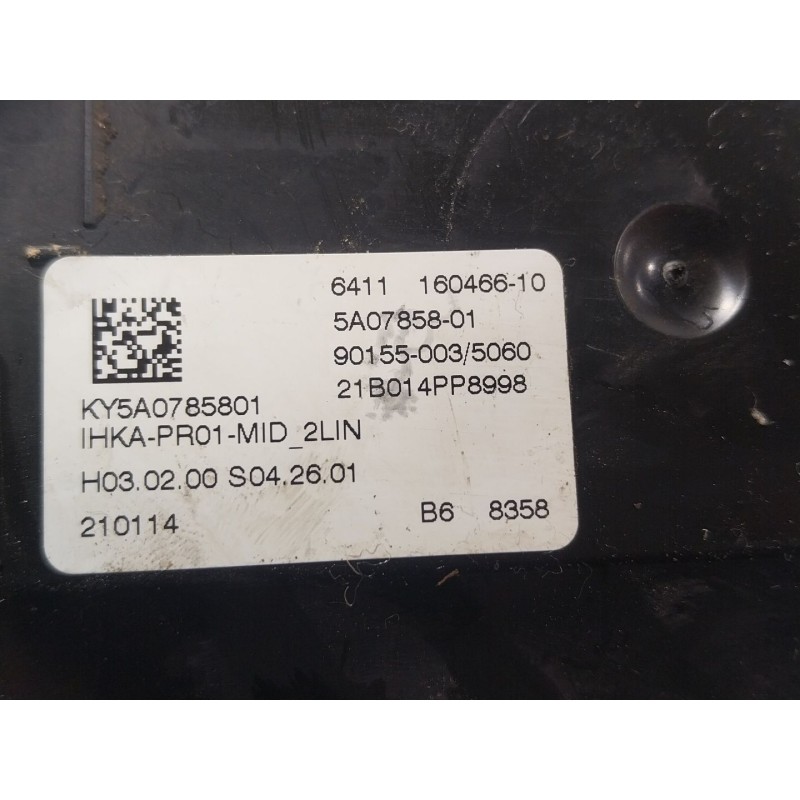 6411 160466-10
5A07858-01
90155-003/5060
21B014PP8998
KY5A0785801
IHKA-PR01-MID_2LIN
H03.02.00 S04.26.01
210114 B6 8358